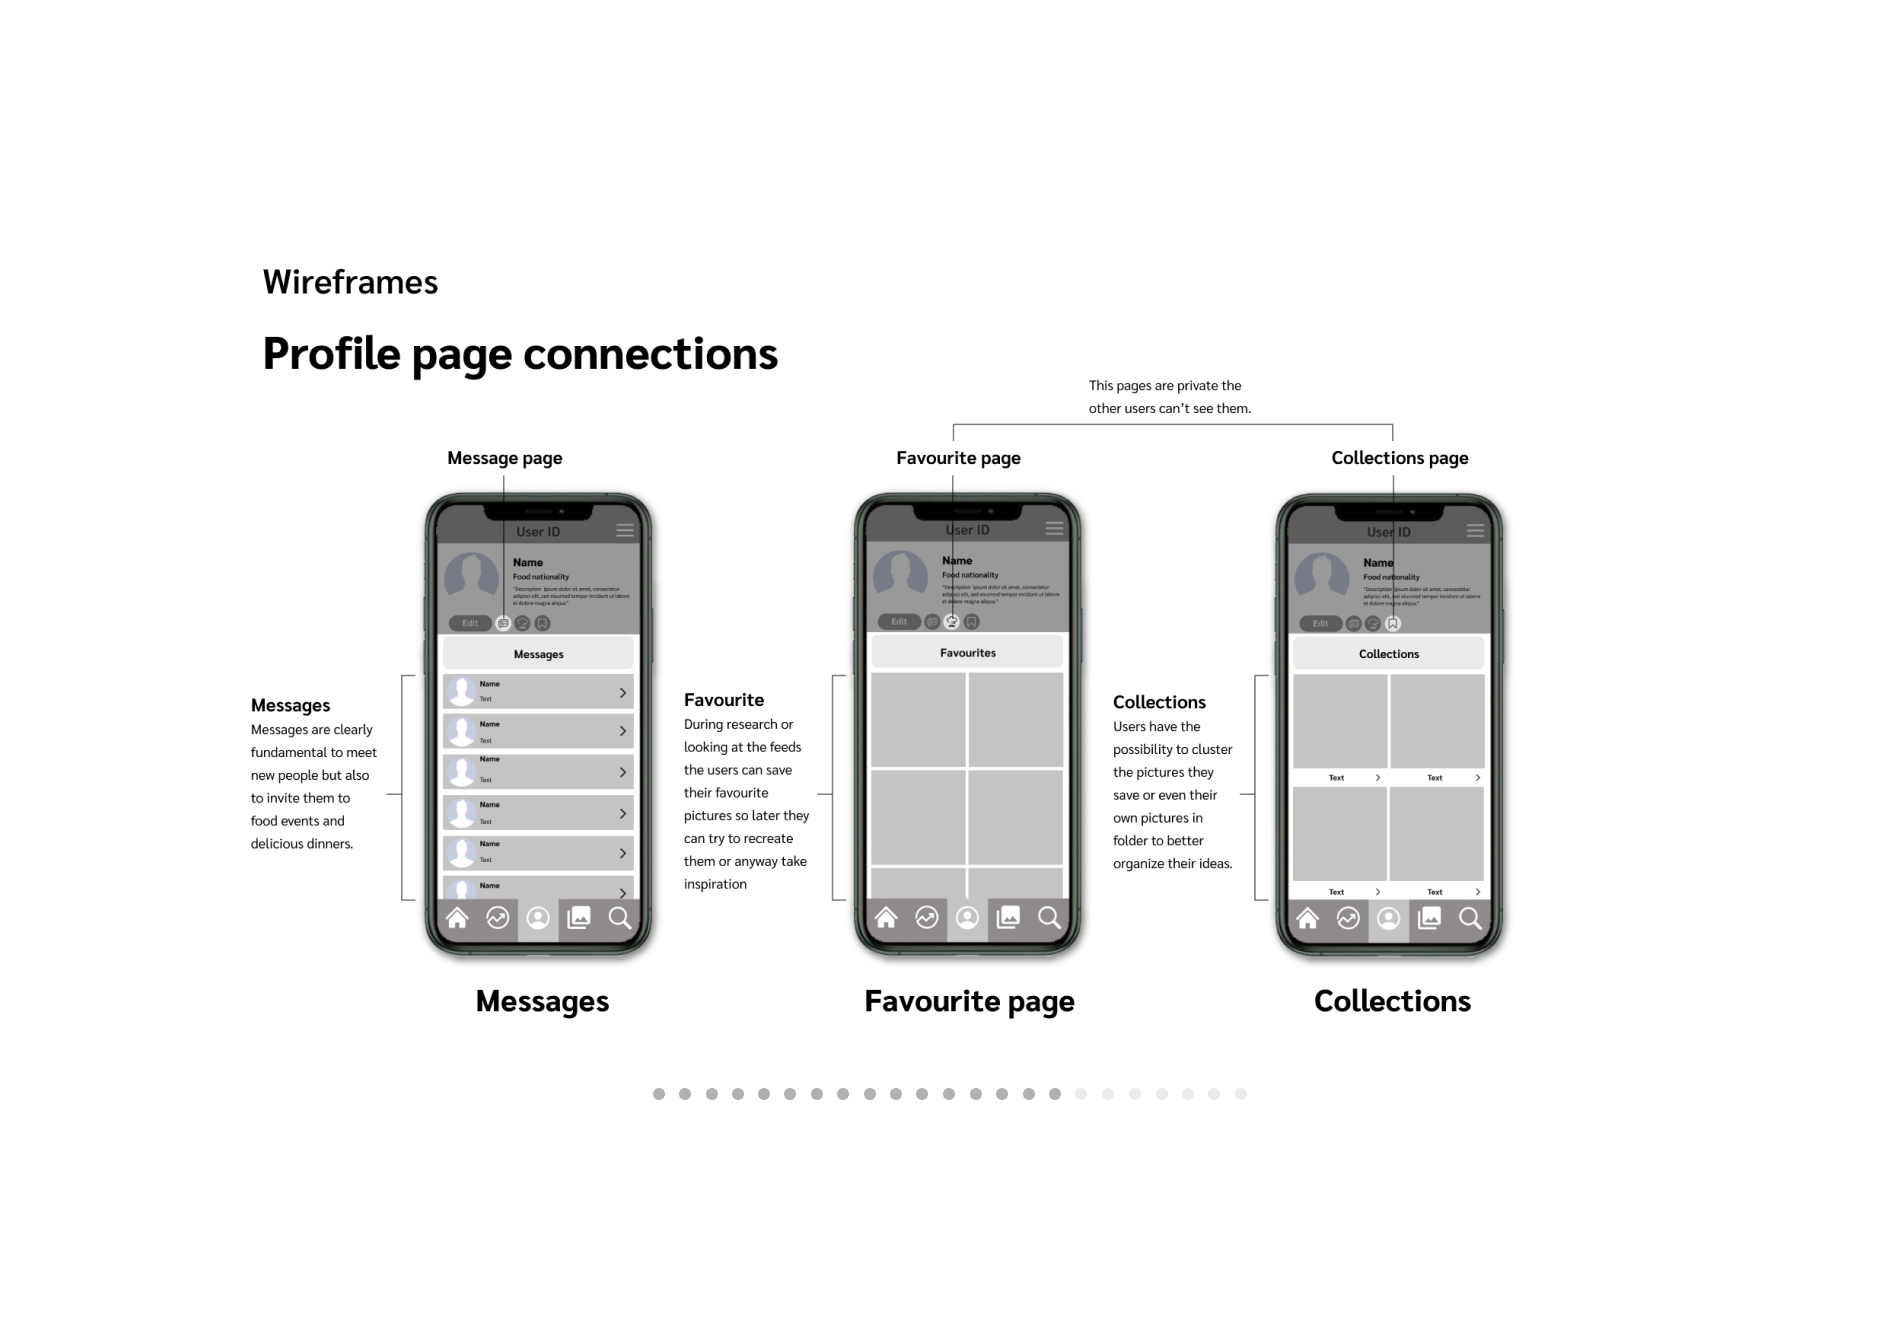 Wireframes
Profile page connections
This pages are private the
other users can’t see them.
Message page
Favourite page
Collections page
User ID
Name
Food nationality
"Description ipsum dolor sit amet, consectetur
adipisci elit, sed eiusmod tempor incidunt ut labore
et dolore magna aliqua."
Edit
Messages
Name
Text
Name
Text
Name
Text
Name
Text
Name
Text
Name
Messages
Messages are clearly
fundamental to meet
new people but also
to invite them to
food events and
delicious dinners.
Messages
User ID
Name
Food nationality
"Description ipsum dolor sit amet, consectetur
adipisci elit, sed eiusmod tempor incidunt ut labore
et dolore magna aliqua."
Edit
Favourites
Favourite
During research or
looking at the feeds
the users can save
their favourite
pictures so later they
can try to recreate
them or anyway take
inspiration
Favourite page
User ID
Name
Food nationality
"Description ipsum dolor sit amet, consectetur
adipisci elit, sed eiusmod tempor incidunt ut labore
et dolore magna aliqua."
Edit
Collections
Text
Text
Text
Text
Collections
Users have the
possibility to cluster
the pictures they
save or even their
own pictures in
folder to better
organize their ideas.
Collections